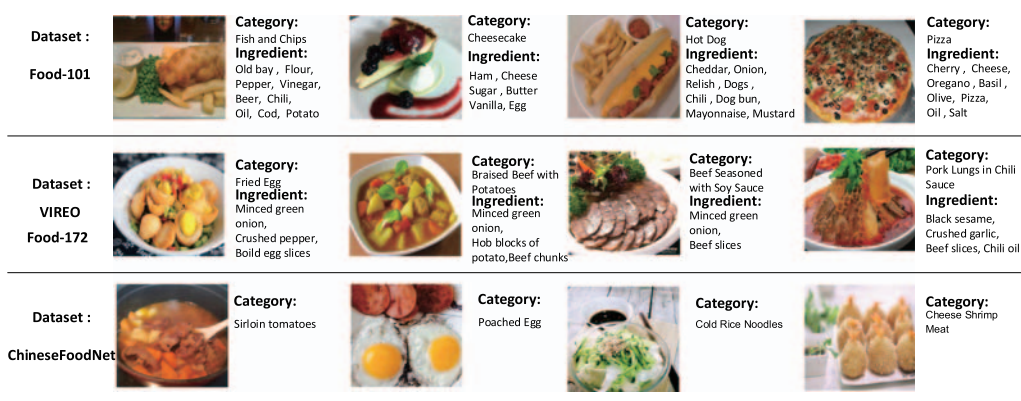 Dataset :
Food-101
Category:
Fish and Chips
Ingredient:
Old bay , Flour,
Pepper, Vinegar,
Beer, Chili,
Oil, Cod, Potato
Category:
Cheesecake
Ingredient:
Ham , Cheese
Sugar , Butter
Vanilla, Egg
Category:
Hot Dog
Ingredient:
Cheddar, Onion,
Relish , Dogs ,
Chili , Dog bun,
Mayonnaise, Mustard
Category:
Pizza
Ingredient:
Cherry , Cheese,
Oregano , Basil ,
Olive, Pizza,
Oil , Salt
Dataset :
VIREO
Food-172
Category:
Fried Egg
Ingredient:
Minced green
onion,
Crushed pepper,
Boild egg slices
Category:
Braised Beef with
Potatoes
Ingredient:
Minced green
onion,
Hob blocks of
potato,Beef chunks
Category:
Beef Seasoned
with Soy Sauce
Ingredient:
Minced green
onion,
Beef slices
Category:
Pork Lungs in Chili
Sauce
Ingredient:
Black sesame,
Crushed garlic,
Beef slices, Chili oil
Dataset :
ChineseFoodNet
Category:
Sirloin tomatoes
Category:
Poached Egg
Category:
Cold Rice Noodles
Category:
Cheese Shrimp
Meat